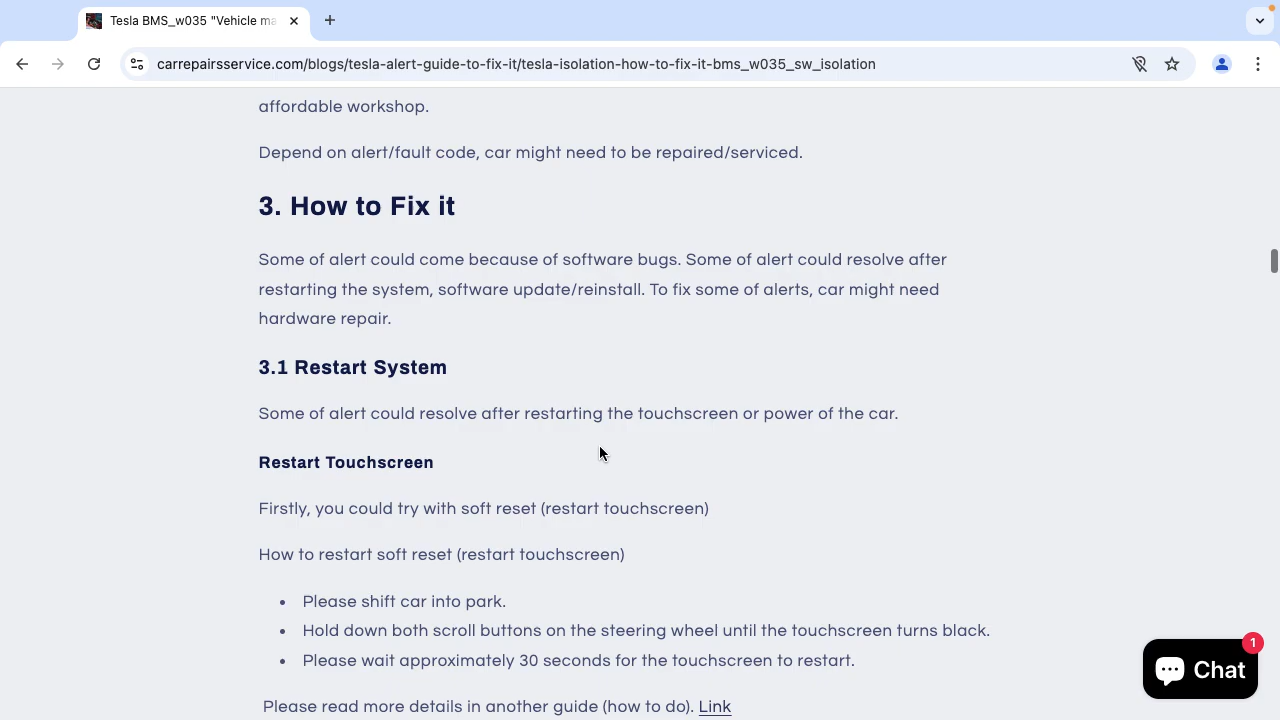 Tesla BMS_w035 "Vehicle ma
carrepairsservice.com/blogs/tesla-alert-guide-to-fix-it/tesla-isolation-how-to-fix-it-bms_w035_sw_isolation
affordable workshop.
Depend on alert/fault code, car might need to be repaired/serviced.
3. How to Fix it
Some of alert could come because of software bugs. Some of alert could resolve after
restarting the system, software update/reinstall. To fix some of alerts, car might need
hardware repair.
3.1 Restart System
Some of alert could resolve after restarting the touchscreen or power of the car.
Restart Touchscreen
Firstly, you could try with soft reset (restart touchscreen)
How to restart soft reset (restart touchscreen)
• Please shift car into park.
• Hold down both scroll buttons on the steering wheel until the touchscreen turns black.
• Please wait approximately 30 seconds for the touchscreen to restart.
Please read more details in another guide (how to do). Link
1
Chat